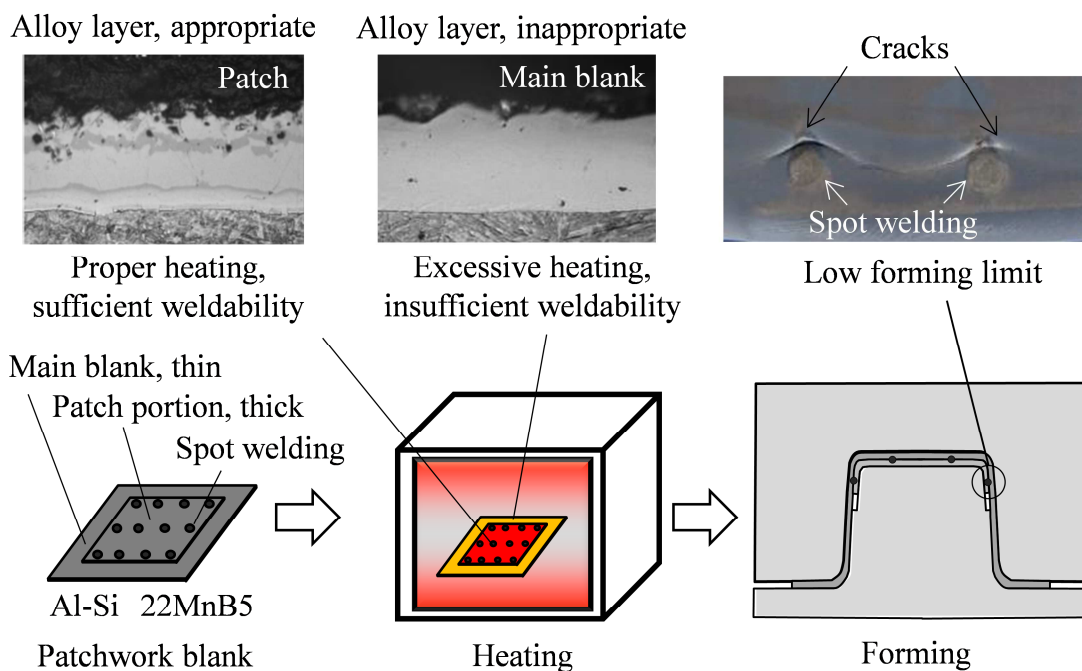 Alloy layer, appropriate
Alloy layer, inappropriate
Cracks
Patch
Main blank
Spot welding
Proper heating,
sufficient weldability
Excessive heating,
insufficient weldability
Low forming limit
Main blank, thin
Patch portion, thick
Spot welding
Al-Si 22MnB5
Patchwork blank
Heating
Forming